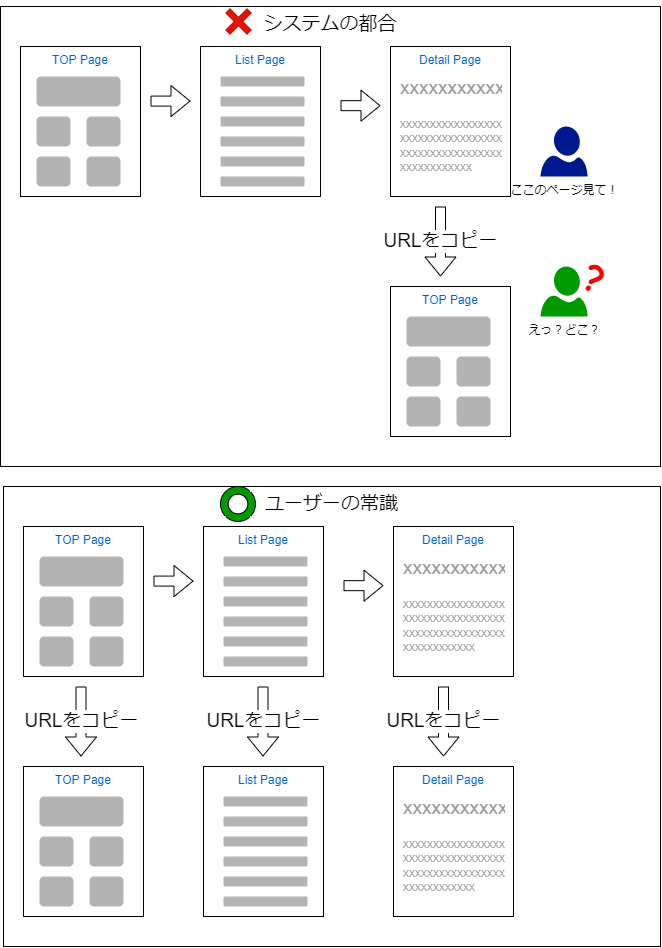 システムの都合
TOP Page
List Page
Detail Page
XXXXXXXXXXX
XXXXXXXXXXXXXXXXX
XXXXXXXXXXXXXXXXX
XXXXXXXXXXXXXXXXX
XXXXXXXXXXXX
ここのページ見て！
URLをコピー
TOP Page
?
えっ？どこ？
ユーザーの常識
TOP Page
List Page
Detail Page
XXXXXXXXXXX
XXXXXXXXXXXXXXXXX
XXXXXXXXXXXXXXXXX
XXXXXXXXXXXXXXXXX
XXXXXXXXXXXX
URLをコピー
URLをコピー
URLをコピー
TOP Page
List Page
Detail Page
XXXXXXXXXXX
XXXXXXXXXXXXXXXXX
XXXXXXXXXXXXXXXXX
XXXXXXXXXXXXXXXXX
XXXXXXXXXXXX